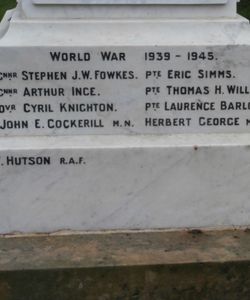 WORLD WAR 1939 - 1945.
GNNR STEPHEN J.W. FOWKES. PTE ERIC SIMMS.
GNNR ARTHUR INCE. PTE THOMAS H. WILL
DVR CYRIL KNIGHTON. PTE LAURENCE BARLO
JOHN E. COCKERILL M.N. HERBERT GEORGE M
HUTSON R.A.F.